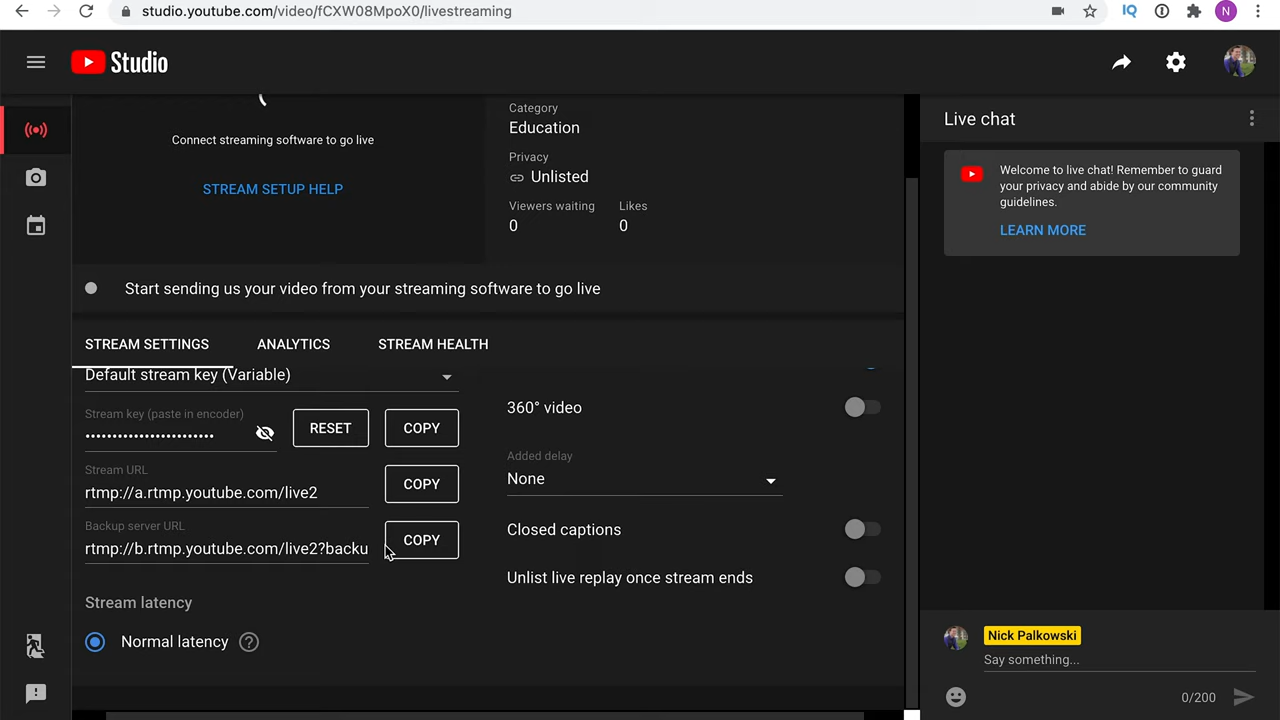 studio.youtube.com/video/fCXW08MpoX0/livestreaming
IQ
N
Studio
Connect streaming software to go live
STREAM SETUP HELP
Category
Education
Privacy
Unlisted
Viewers waiting
Likes
0
0
Start sending us your video from your streaming software to go live
STREAM SETTINGS
ANALYTICS
STREAM HEALTH
Default stream key (Variable)
Stream key (paste in encoder)
••••••••••••••••••••••••
RESET
COPY
Stream URL
rtmp://a.rtmp.youtube.com/live2
COPY
Backup server URL
rtmp://b.rtmp.youtube.com/live2?backu
COPY
Stream latency
Normal latency
360° video
Added delay
None
Closed captions
Unlist live replay once stream ends
Live chat
Welcome to live chat! Remember to guard
your privacy and abide by our community
guidelines.
LEARN MORE
Nick Palkowski
Say something...
0/200